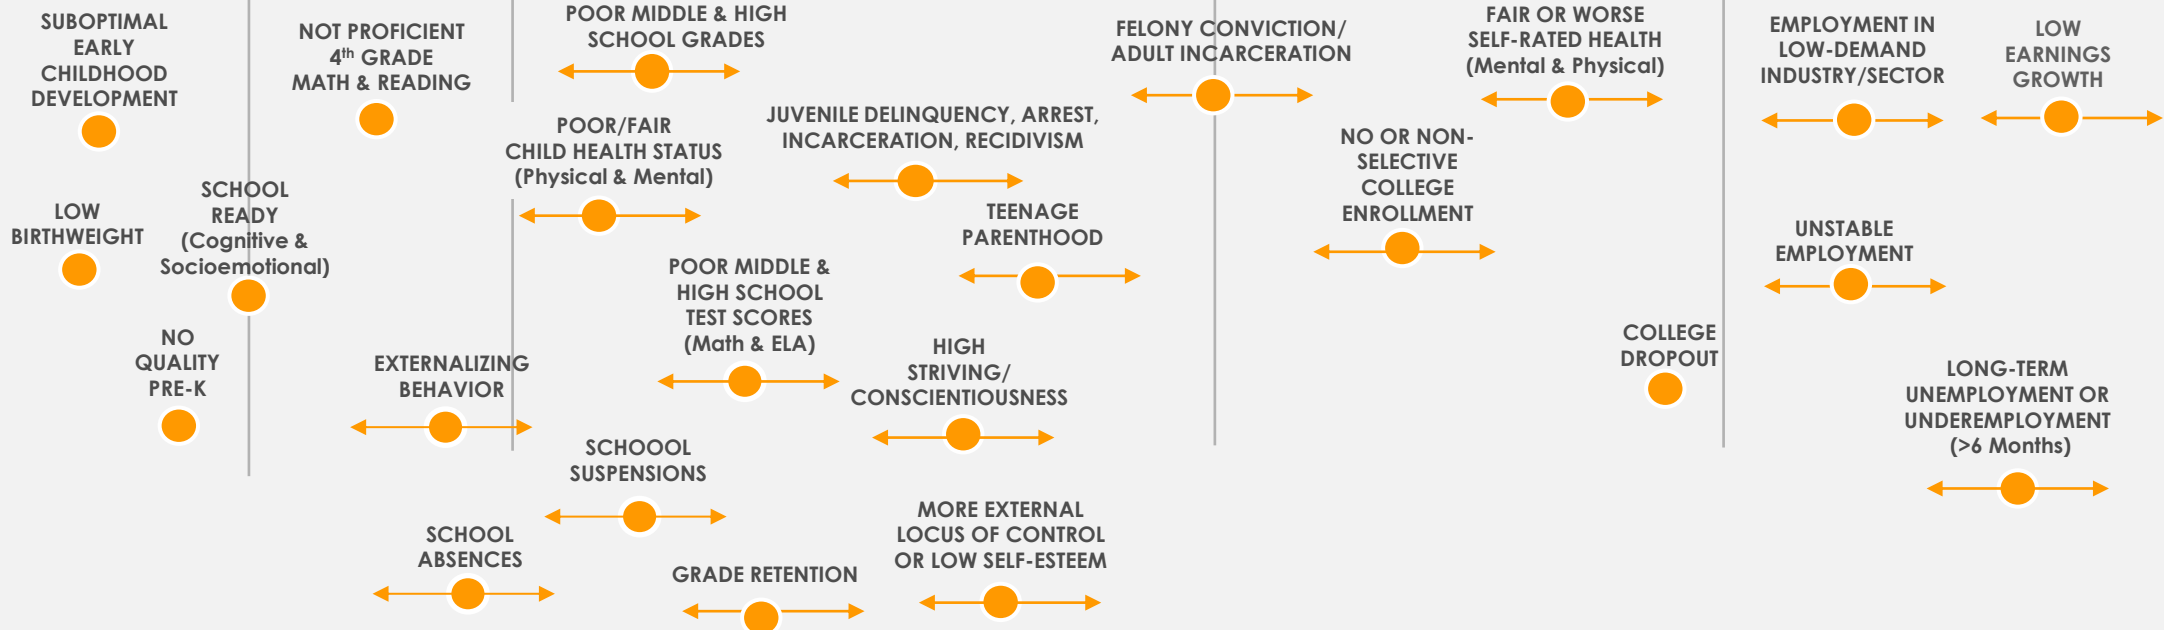 SUBOPTIMAL
EARLY
CHILDHOOD
DEVELOPMENT
LOW
BIRTHWEIGHT
SCHOOL
READY
(Cognitive &
Socioemotional)
NO
QUALITY
PRE-K
NOT PROFICIENT
4th GRADE
MATH & READING
EXTERNALIZING
BEHAVIOR
SCHOOL
ABSENCES
POOR MIDDLE & HIGH
SCHOOL GRADES
POOR/FAIR
CHILD HEALTH STATUS
(Physical & Mental)
POOR MIDDLE &
HIGH SCHOOL
TEST SCORES
(Math & ELA)
SCHOOOL
SUSPENSIONS
GRADE RETENTION
JUVENILE DELINQUENCY, ARREST,
INCARCERATION, RECIDIVISM
TEENAGE
PARENTHOOD
HIGH
STRIVING/
CONSCIENTIOUSNESS
MORE EXTERNAL
LOCUS OF CONTROL
OR LOW SELF-ESTEEM
FELONY CONVICTION/
ADULT INCARCERATION
NO OR NON-
SELECTIVE
COLLEGE
ENROLLMENT
FAIR OR WORSE
SELF-RATED HEALTH
(Mental & Physical)
COLLEGE
DROPOUT
EMPLOYMENT IN
LOW-DEMAND
INDUSTRY/SECTOR
UNSTABLE
EMPLOYMENT
LOW
EARNINGS
GROWTH
LONG-TERM
UNEMPLOYMENT OR
UNDEREMPLOYMENT
(>6 Months)